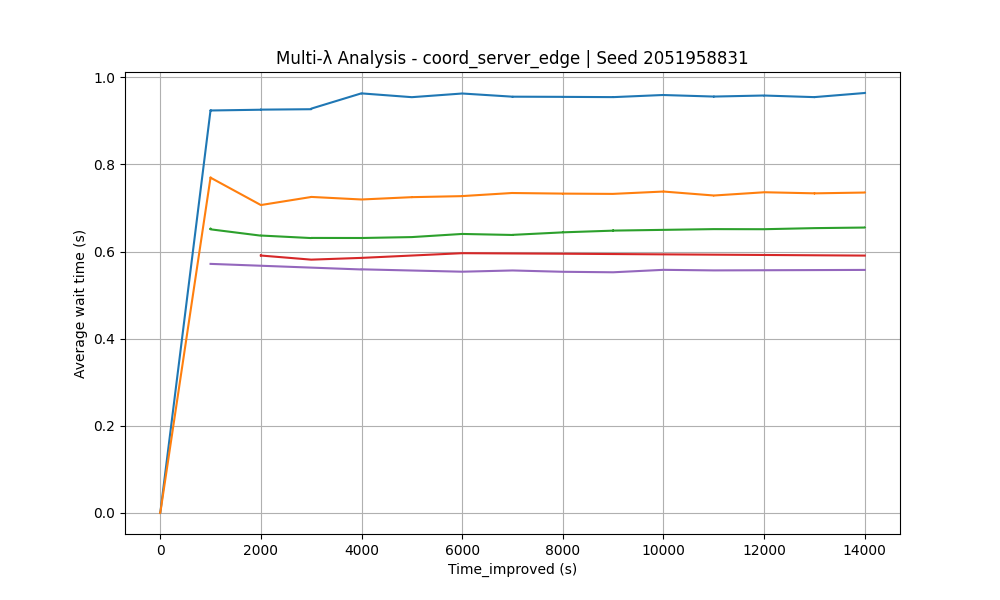 Multi-λ Analysis - coord_server_edge | Seed 2051958831
Average wait time (s)
1.0
0.8
0.6
0.4
0.2
0.0
0 2000 4000 6000 8000 10000 12000 14000
Time_improved (s)